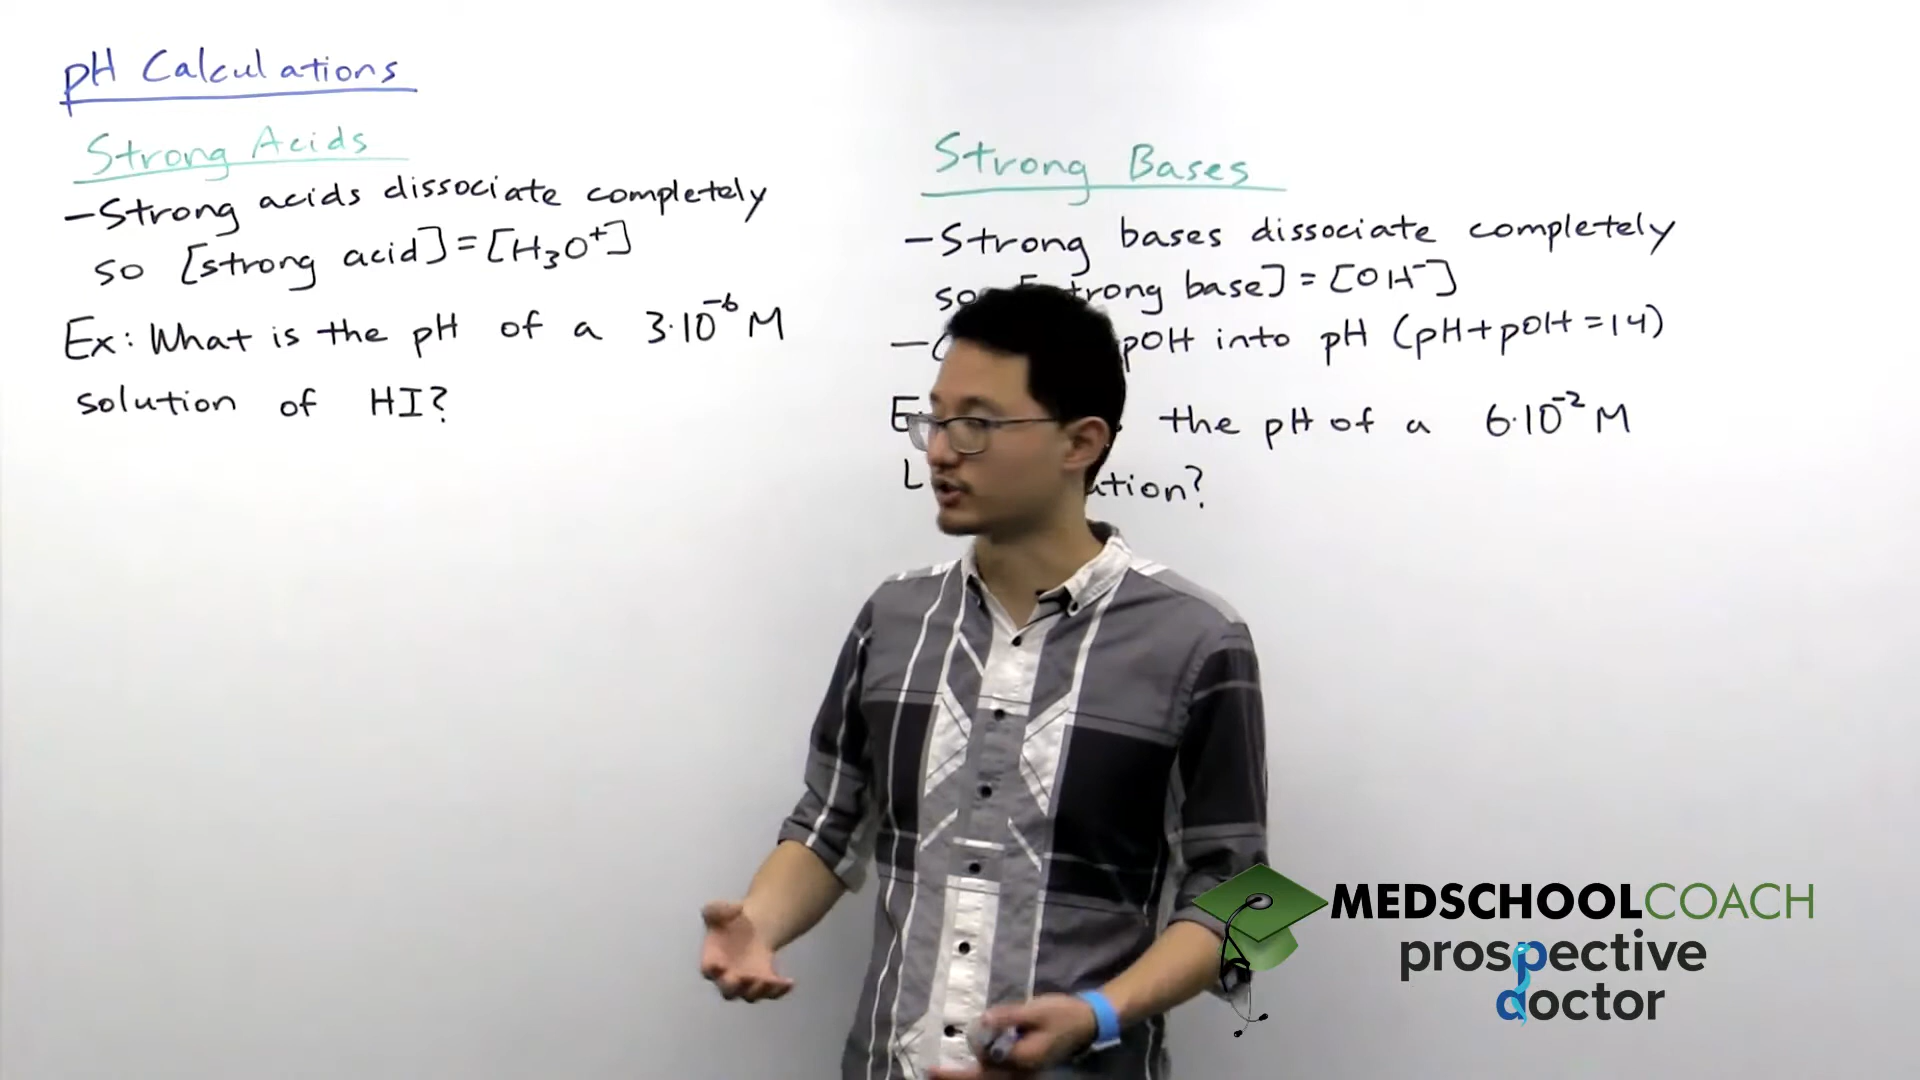 pH Calculations
Strong Acids
-Strong acids dissociate completely
so [strong acid]=[H₃O⁺]
Ex: What is the pH of a 3·10⁻⁶ M
solution of HI?
Strong Bases
-Strong bases dissociate completely
so [strong base]=[OH⁻]
- pOH into pH (pH+pOH=14)
the pH of a 6·10⁻² M
MEDSCHOOLCOACH
prospective
doctor